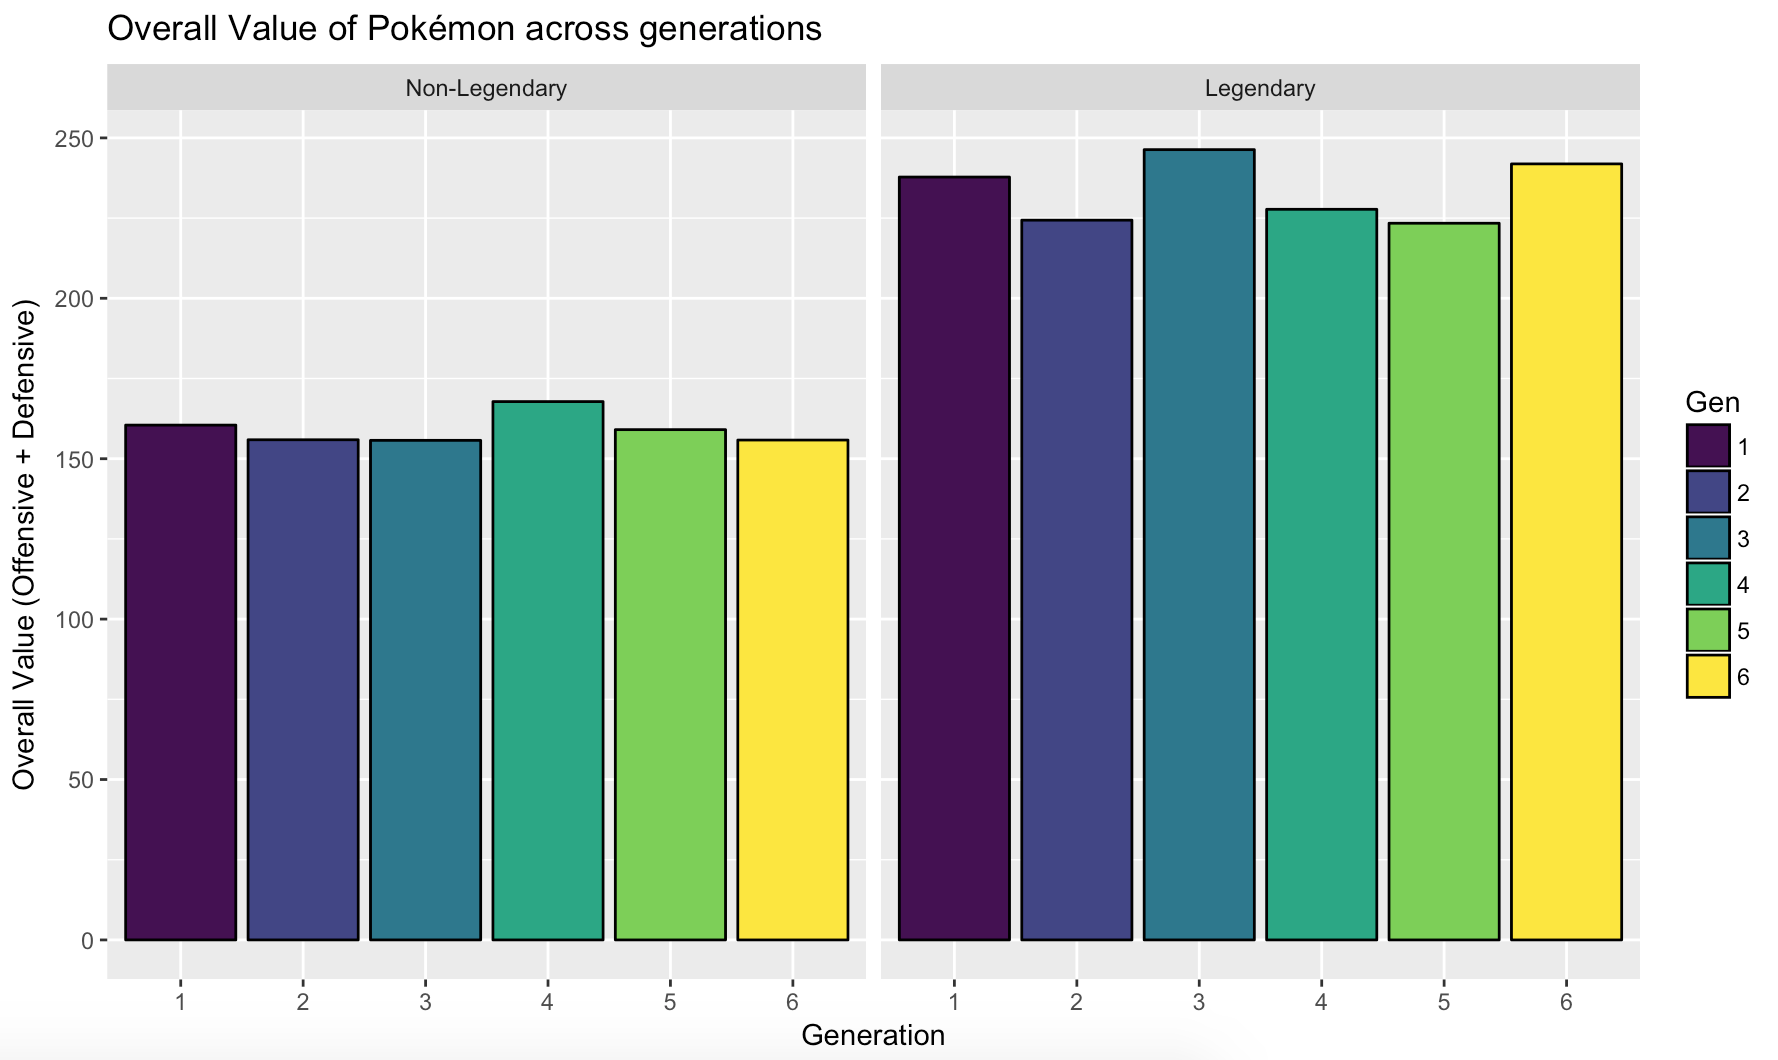 Overall Value of Pokémon across generations
Non-Legendary
Legendary
Overall Value (Offensive + Defensive)
250
200
150
100
50
0
1 2 3 4 5 6
1 2 3 4 5 6
Generation
Gen
1
2
3
4
5
6